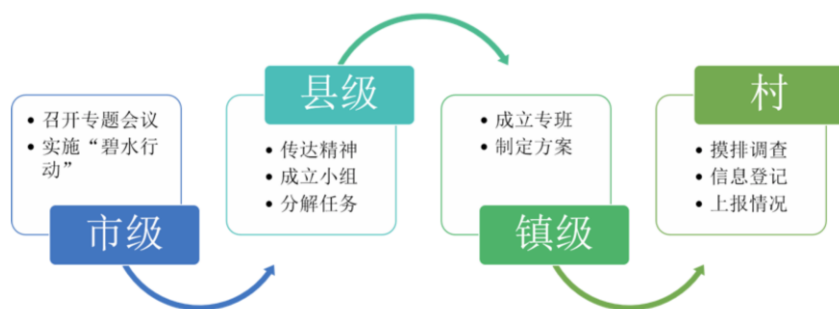 召开专题会议
实施“碧水行
动”
市级
县级
传达精神
成立小组
分解任务
成立专班
制定方案
镇级
村
摸排调查
信息登记
上报情况